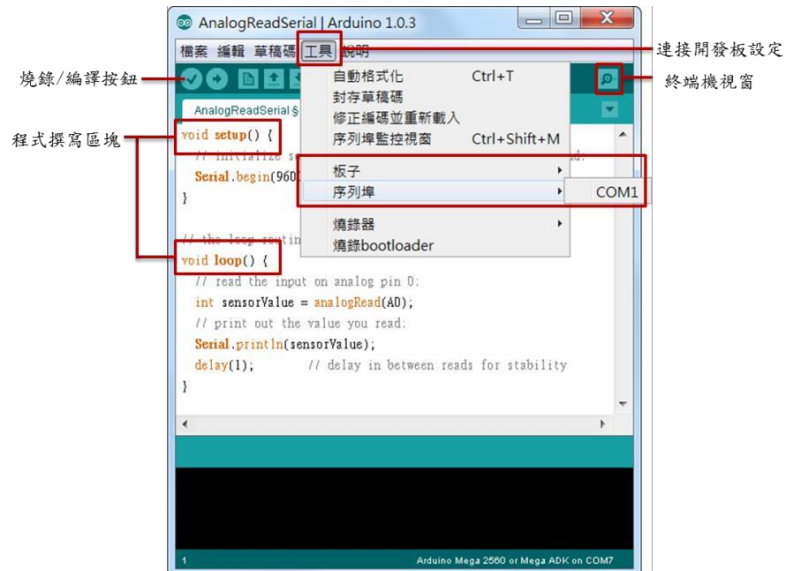 AnalogReadSerial | Arduino 1.0.3
檔案 編輯 草稿碼 工具 說明
連接開發板設定
燒錄/編譯按鈕
終端機視窗
自動格式化 Ctrl+T
封存草稿碼
修正編碼並重新載入
序列埠監控視窗 Ctrl+Shift+M
板子
序列埠
COM1
燒錄器
燒錄bootloader
AnalogReadSerial §
程式撰寫區塊
void setup() {
// initialize s
Serial.begin(960
}
// the loop routin
void loop() {
// read the input on analog pin 0:
int sensorValue = analogRead(A0);
// print out the value you read:
Serial.println(sensorValue);
delay(1); // delay in between reads for stability
}
1
Arduino Mega 2560 or Mega ADK on COM7